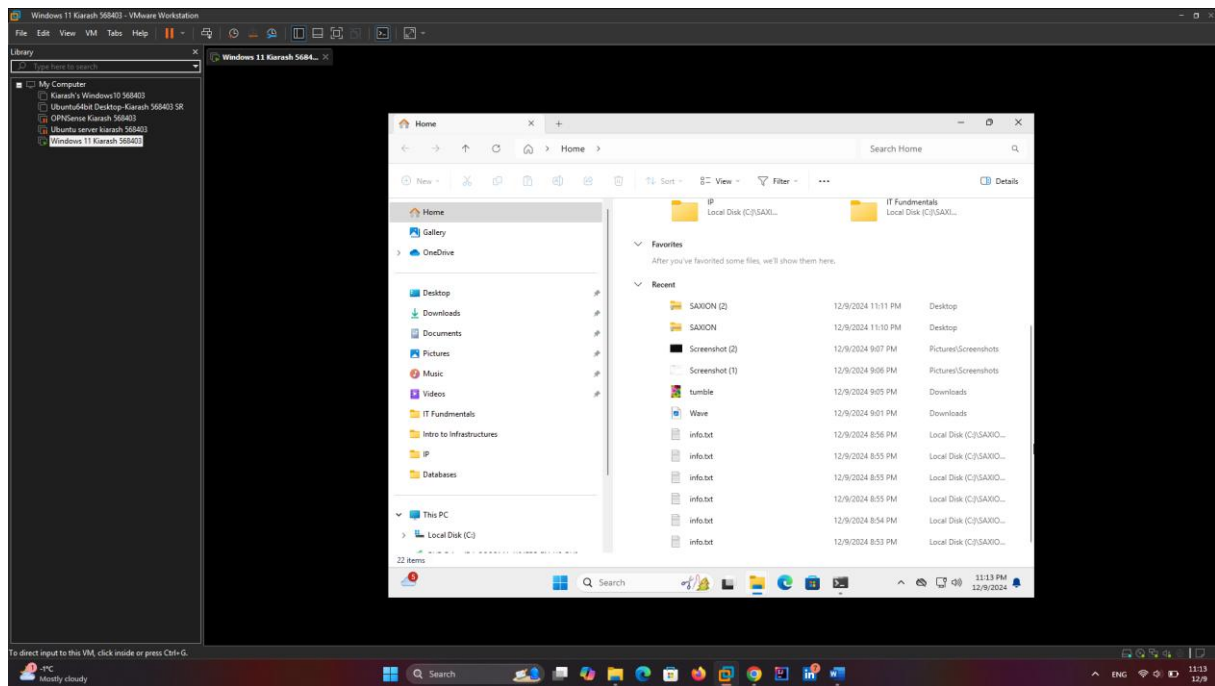 Windows 11 Kiarash 568403 - VMware Workstation
File Edit View VM Tabs Help
Library
Type here to search
My Computer
Kiarash's Windows10 568403
Ubuntu64bit Desktop-Kiarash 568403 SR
OPNSense Kiarash 568403
Ubuntu server kiarash 568403
Windows 11 Kiarash 568403
Windows 11 Kiarash 5684...
Home
Home
Search Home
New Sort View Filter Details
Home
Gallery
OneDrive
Desktop
Downloads
Documents
Pictures
Music
Videos
IT Fundmentals
Intro to Infrastructures
IP
Databases
This PC
Local Disk (C:)
22 items
IP
Local Disk (C:)\SAXI...
IT Fundmentals
Local Disk (C:)\SAXI...
Favorites
After you've favorited some files, we'll show them here.
Recent
SAXION (2) 12/9/2024 11:11 PM Desktop
SAXION 12/9/2024 11:10 PM Desktop
Screenshot (2) 12/9/2024 9:07 PM Pictures\Screenshots
Screenshot (1) 12/9/2024 9:06 PM Pictures\Screenshots
tumble 12/9/2024 9:05 PM Downloads
Wave 12/9/2024 9:01 PM Downloads
info.txt 12/9/2024 8:56 PM Local Disk (C:)\SAXIO...
info.txt 12/9/2024 8:55 PM Local Disk (C:)\SAXIO...
info.txt 12/9/2024 8:55 PM Local Disk (C:)\SAXIO...
info.txt 12/9/2024 8:55 PM Local Disk (C:)\SAXIO...
info.txt 12/9/2024 8:54 PM Local Disk (C:)\SAXIO...
info.txt 12/9/2024 8:53 PM Local Disk (C:)\SAXIO...
Search
11:13 PM
12/9/2024
To direct input to this VM, click inside or press Ctrl+G.
-1°C
Mostly cloudy
Search
ENG
11:13
12/9